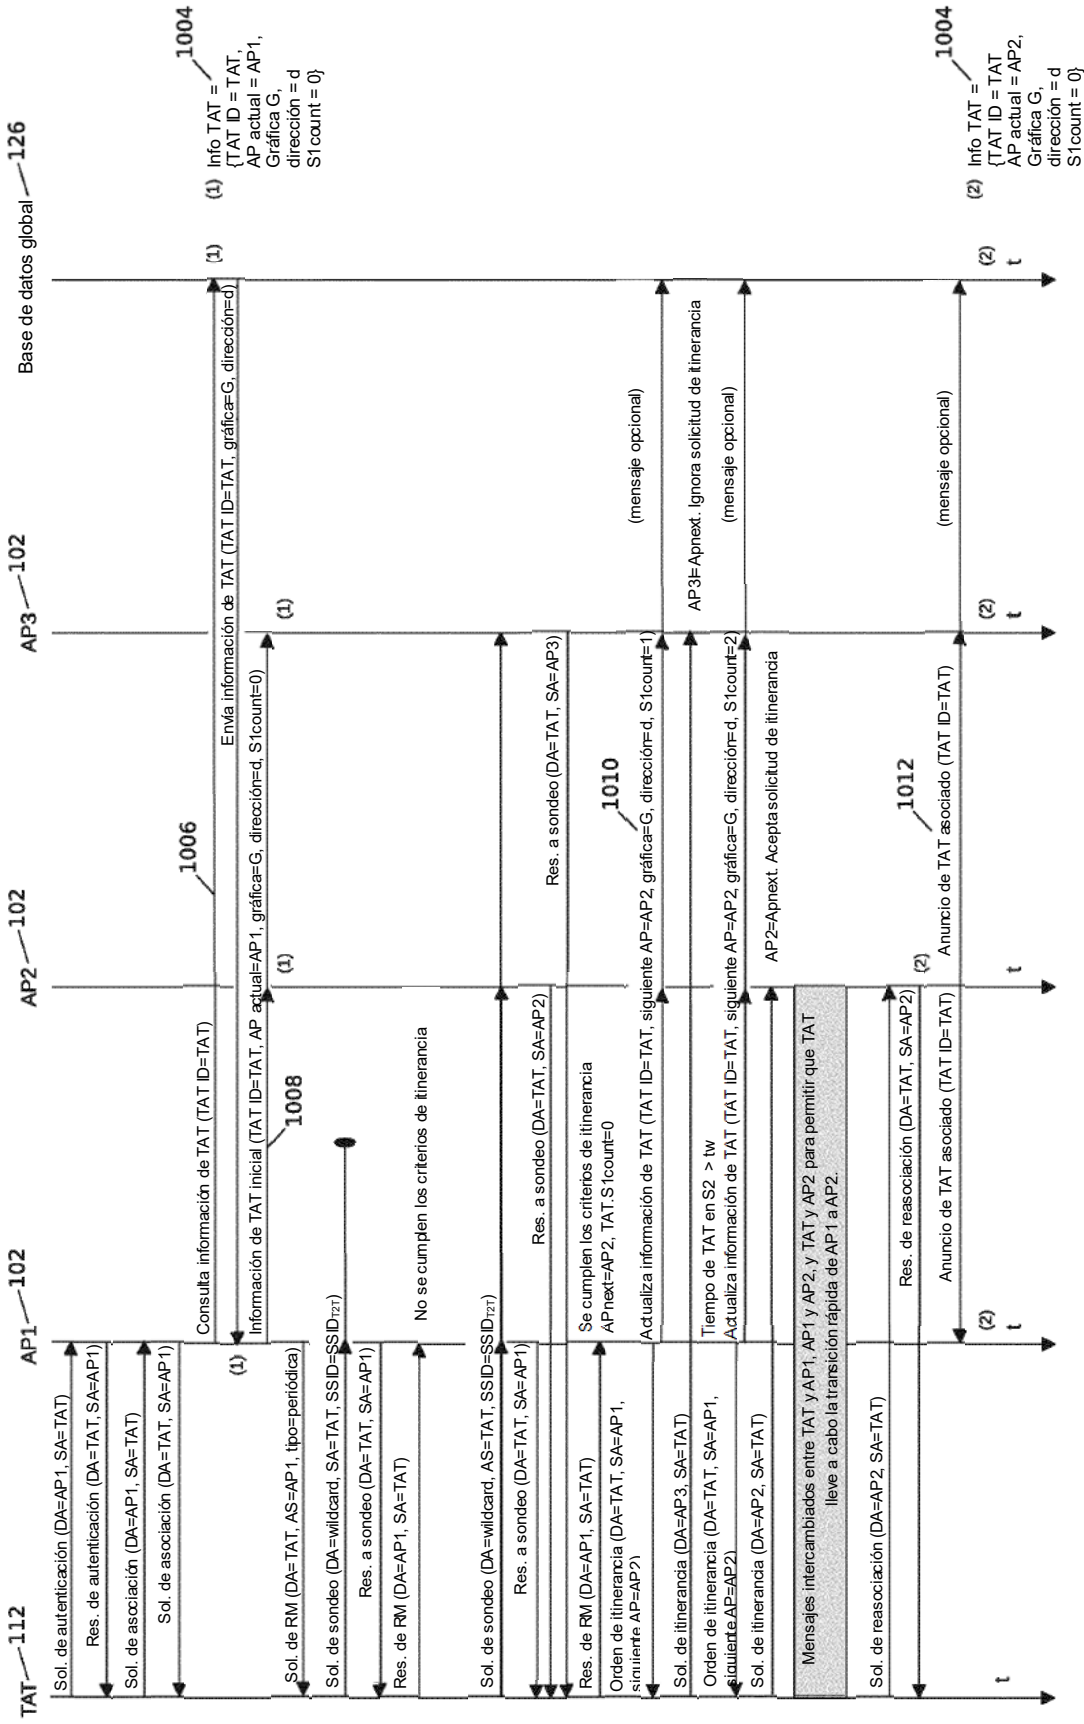 TAT 112
AP1 102
AP2 102
AP3 102
Base de datos global 126
Sol. de autenticación (DA=AP1, SA=TAT)
Res. de autenticación (DA=TAT, SA=AP1)
Sol. de asociación (DA=AP1, SA=TAT)
Sol. de asociación (DA=TAT, SA=AP1)
Consulta información de TAT (TAT ID=TAT)
1006
(1)
(1)
Info TAT =
{TAT ID = TAT,
AP actual = AP1,
Gráfica G,
dirección = d
S1count = 0}
1004
Envía información de TAT (TAT ID=TAT, gráfica=G, dirección=d)
(1)
Información de TAT inicial (TAT ID=TAT, AP actual=AP1, gráfica=G, dirección=d, S1count=0)
1008
(1)
(1)
Sol. de RM (DA=TAT, AS=AP1, tipo=periódica)
Sol. de sondeo (DA=wildcard, SA=TAT, SSID=SSIDT2T)
Res. a sondeo (DA=TAT, SA=AP1)
Res. de RM (DA=AP1, SA=TAT)
No se cumplen los criterios de itinerancia
Sol. de sondeo (DA=wildcard, AS=TAT, SSID=SSIDT2T)
Res. a sondeo (DA=TAT, SA=AP1)
Res. a sondeo (DA=TAT, SA=AP2)
Res. a sondeo (DA=TAT, SA=AP3)
Res. de RM (DA=AP1, SA=TAT)
Se cumplen los criterios de itinerancia
APnext=AP2, TAT.S1count=0
Orden de itinerancia (DA=TAT, SA=AP1,
siguiente AP=AP2)
1010
Actualiza información de TAT (TAT ID=TAT, siguiente AP=AP2, gráfica=G, dirección=d, S1count=1)
(mensaje opcional)
Sol. de itinerancia (DA=AP3, SA=TAT)
AP3!=Apnext. Ignora solicitud de itinerancia
Tiempo de TAT en S2 > tw
Orden de itinerancia (DA=TAT, SA=AP1,
siguiente AP=AP2)
Actualiza información de TAT (TAT ID=TAT, siguiente AP=AP2, gráfica=G, dirección=d, S1count=2)
(mensaje opcional)
Sol. de itinerancia (DA=AP2, SA=TAT)
AP2=Apnext. Acepta solicitud de itinerancia
Mensajes intercambiados entre TAT y AP1, AP1 y AP2, y TAT y AP2 para permitir que TAT
lleve a cabo la transición rápida de AP1 a AP2.
Sol. de reasociación (DA=AP2, SA=TAT)
Res. de reasociación (DA=TAT, SA=AP2)
(2)
1012
Anuncio de TAT asociado (TAT ID=TAT)
Anuncio de TAT asociado (TAT ID=TAT)
(mensaje opcional)
(2)
(2)
(2)
(2)
Info TAT =
{TAT ID = TAT
AP actual = AP2,
Gráfica G,
dirección = d
S1count = 0}
1004
t
t
t
t
t